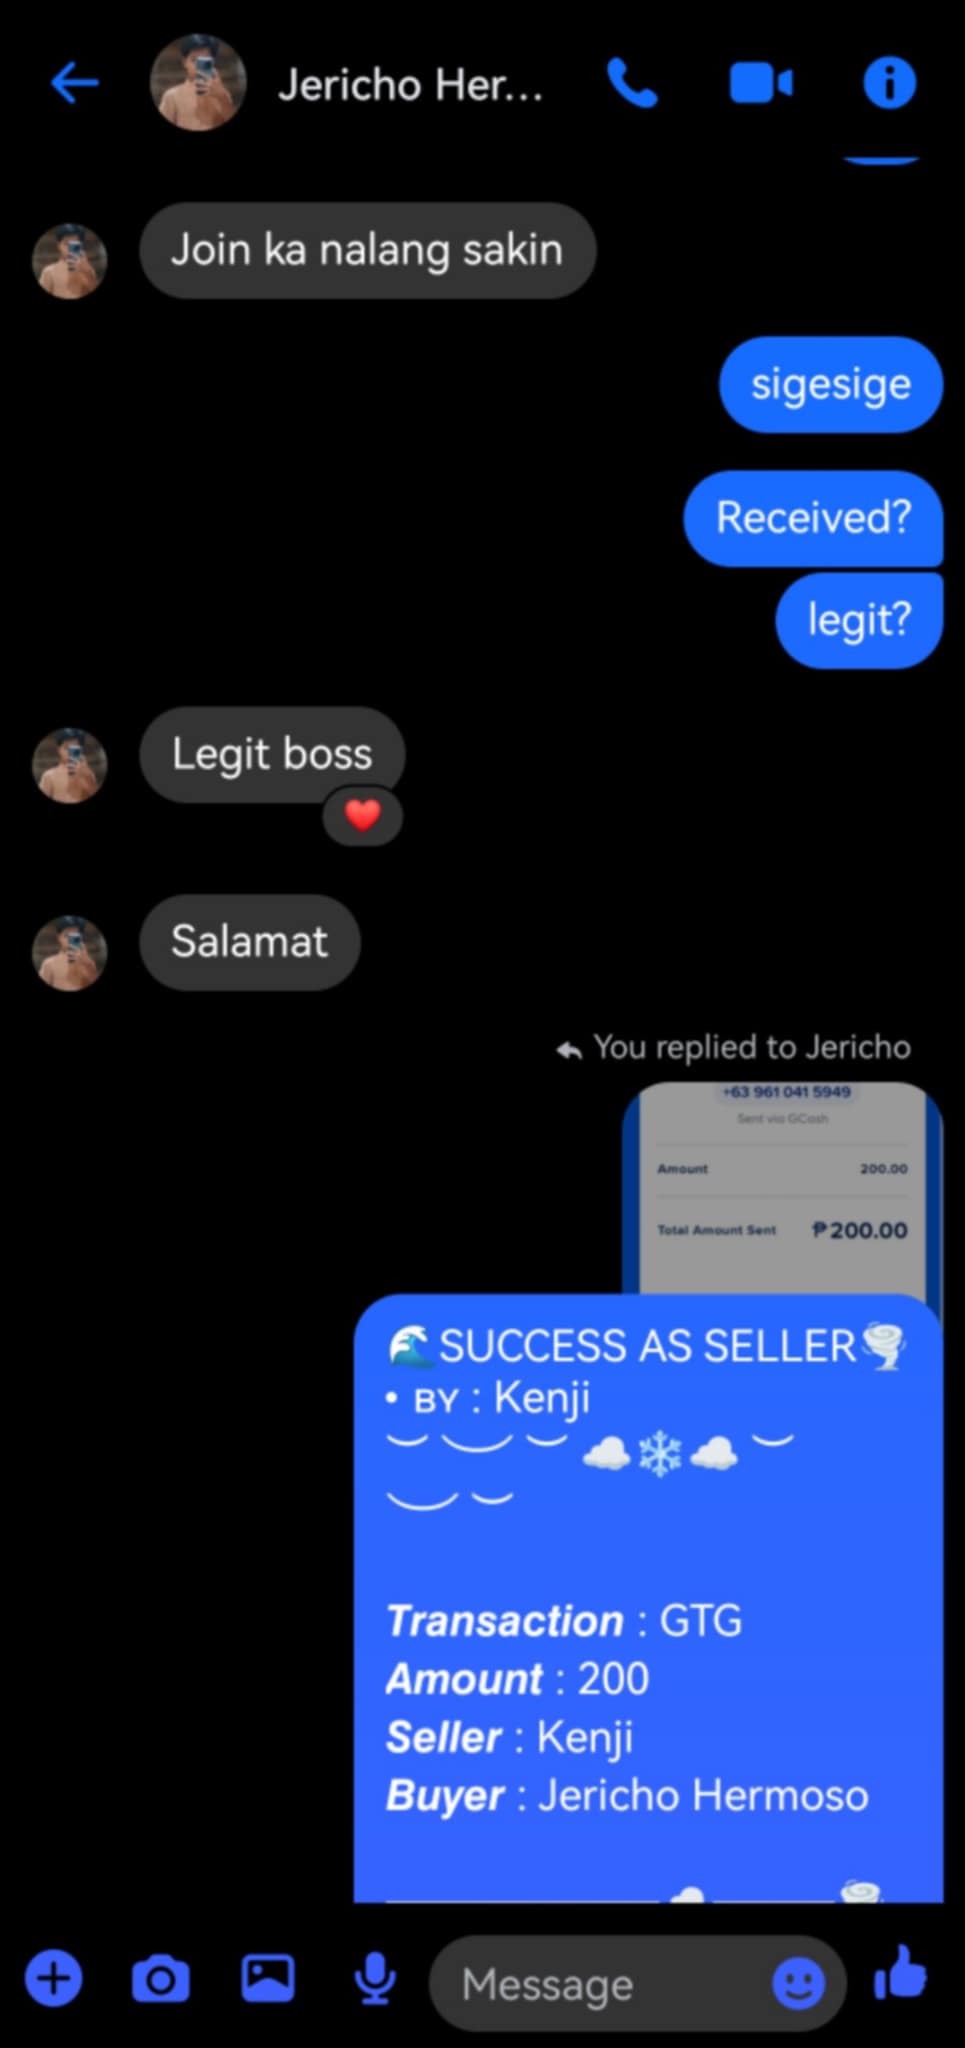 Jericho Her...
Join ka nalang sakin
sigesige
Received?
legit?
Legit boss
Salamat
You replied to Jericho
+63 961 041 5949
Sent via GCash
Amount 200.00
Total Amount Sent ₱200.00
🌊SUCCESS AS SELLER🌪️
• ʙʏ : Kenji
︶ ︶ ︶ ☁️❄️☁️ ︶
︶ ︶
Transaction : GTG
Amount : 200
Seller : Kenji
Buyer : Jericho Hermoso
Message